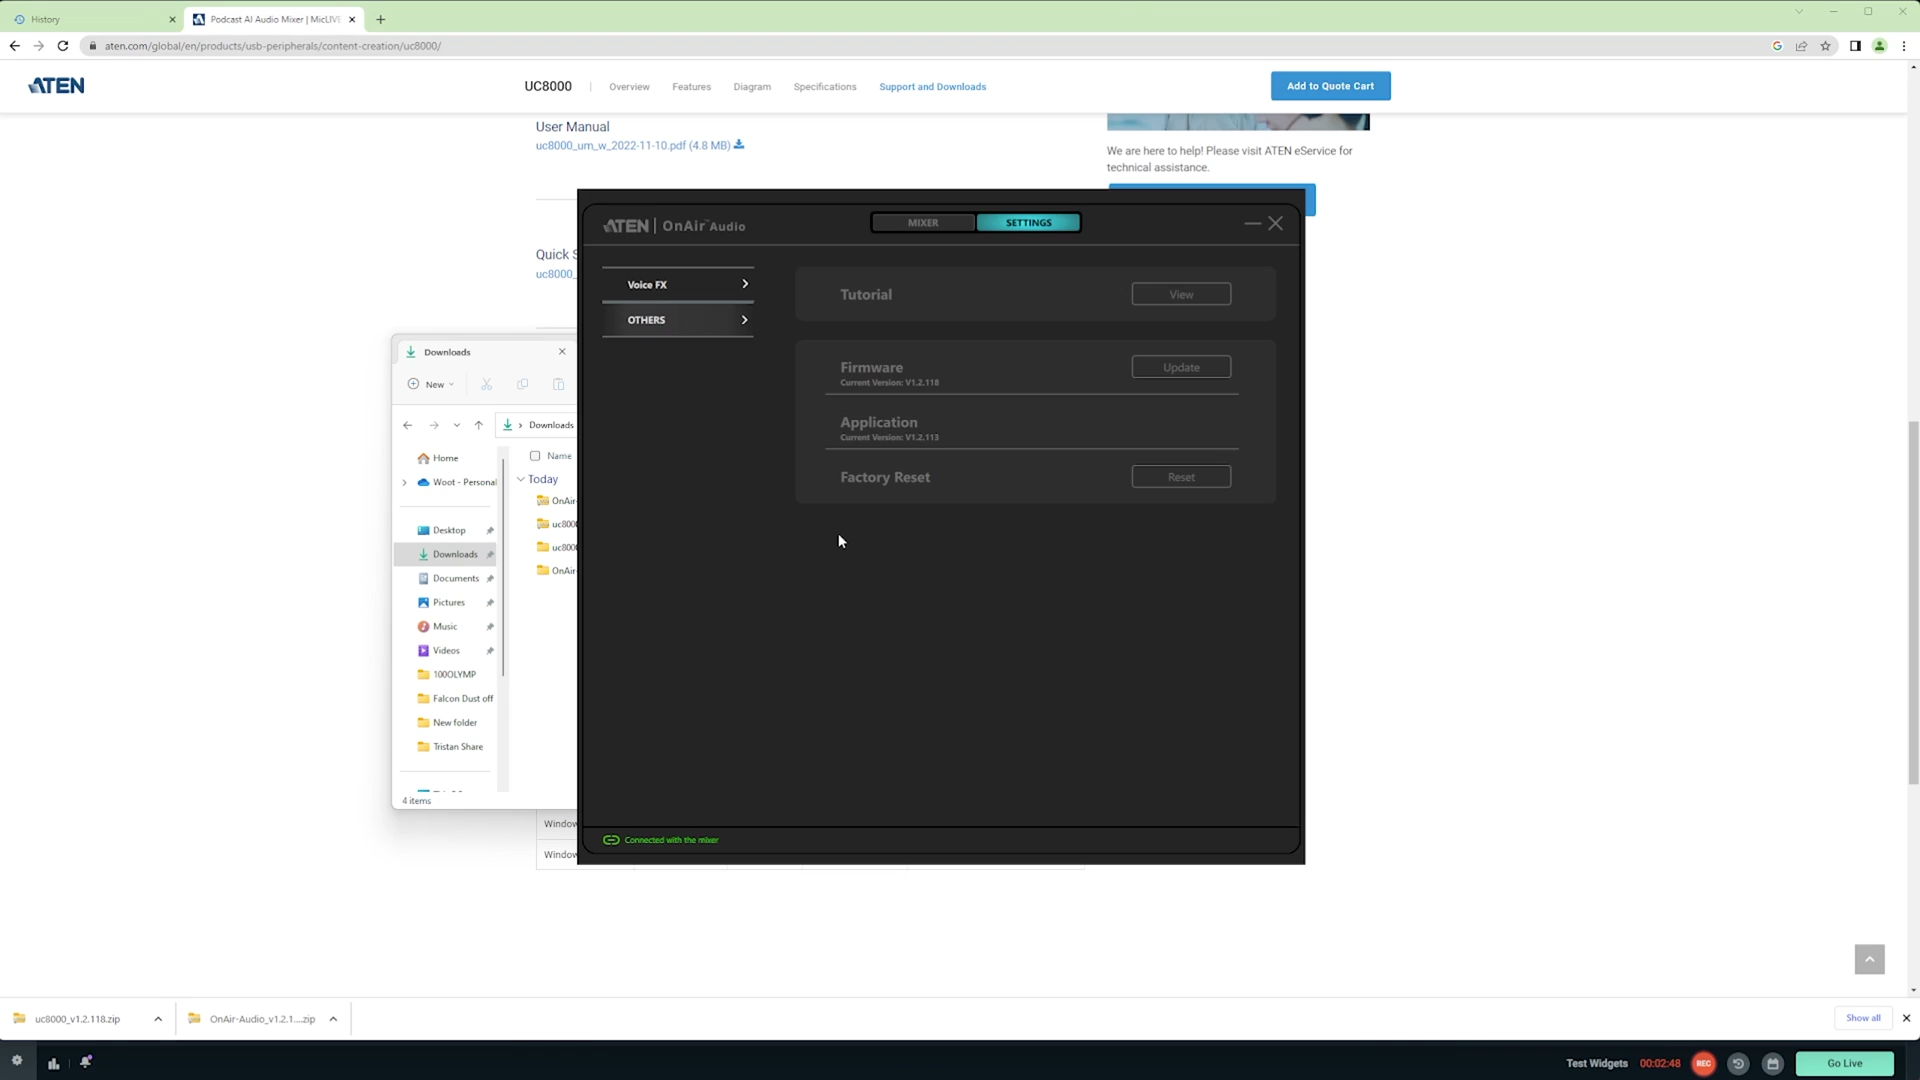 History
Podcast AI Audio Mixer | MicLIVE
aten.com/global/en/products/usb-peripherals/content-creation/uc8000/
ATEN
UC8000
Overview
Features
Diagram
Specifications
Support and Downloads
Add to Quote Cart
User Manual
uc8000_um_w_2022-11-10.pdf (4.8 MB)
We are here to help! Please visit ATEN eService for
technical assistance.
Quick S
uc8000_
ATEN | OnAir™Audio
MIXER
SETTINGS
Voice FX
OTHERS
Tutorial
View
Firmware
Current Version: V1.2.118
Update
Application
Current Version: V1.2.113
Factory Reset
Reset
Connected with the mixer
Downloads
New
Downloads
Name
Home
Today
Woot - Personal
OnAir-
uc800
uc800
OnAir-
Desktop
Downloads
Documents
Pictures
Music
Videos
100OLYMP
Falcon Dust off
New folder
Tristan Share
4 items
Window
Window
uc8000_v1.2.118.zip
OnAir-Audio_v1.2.1....zip
Show all
Test Widgets
00:02:48
REC
Go Live